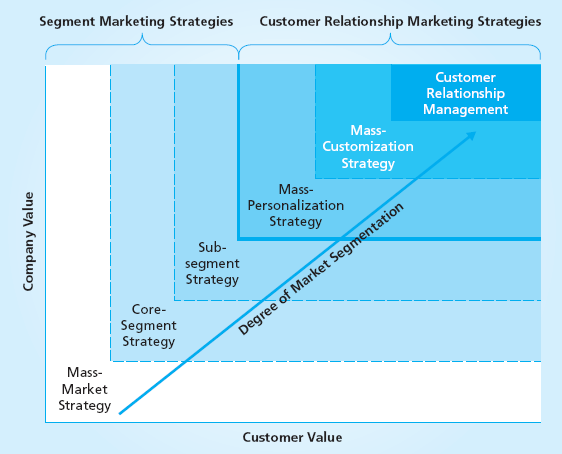 Segment Marketing Strategies
Customer Relationship Marketing Strategies
Customer
Relationship
Management
Mass-
Customization
Strategy
Mass-
Personalization
Strategy
Sub-
segment
Strategy
Core-
Segment
Strategy
Mass-
Market
Strategy
Degree of Market Segmentation
Company Value
Customer Value